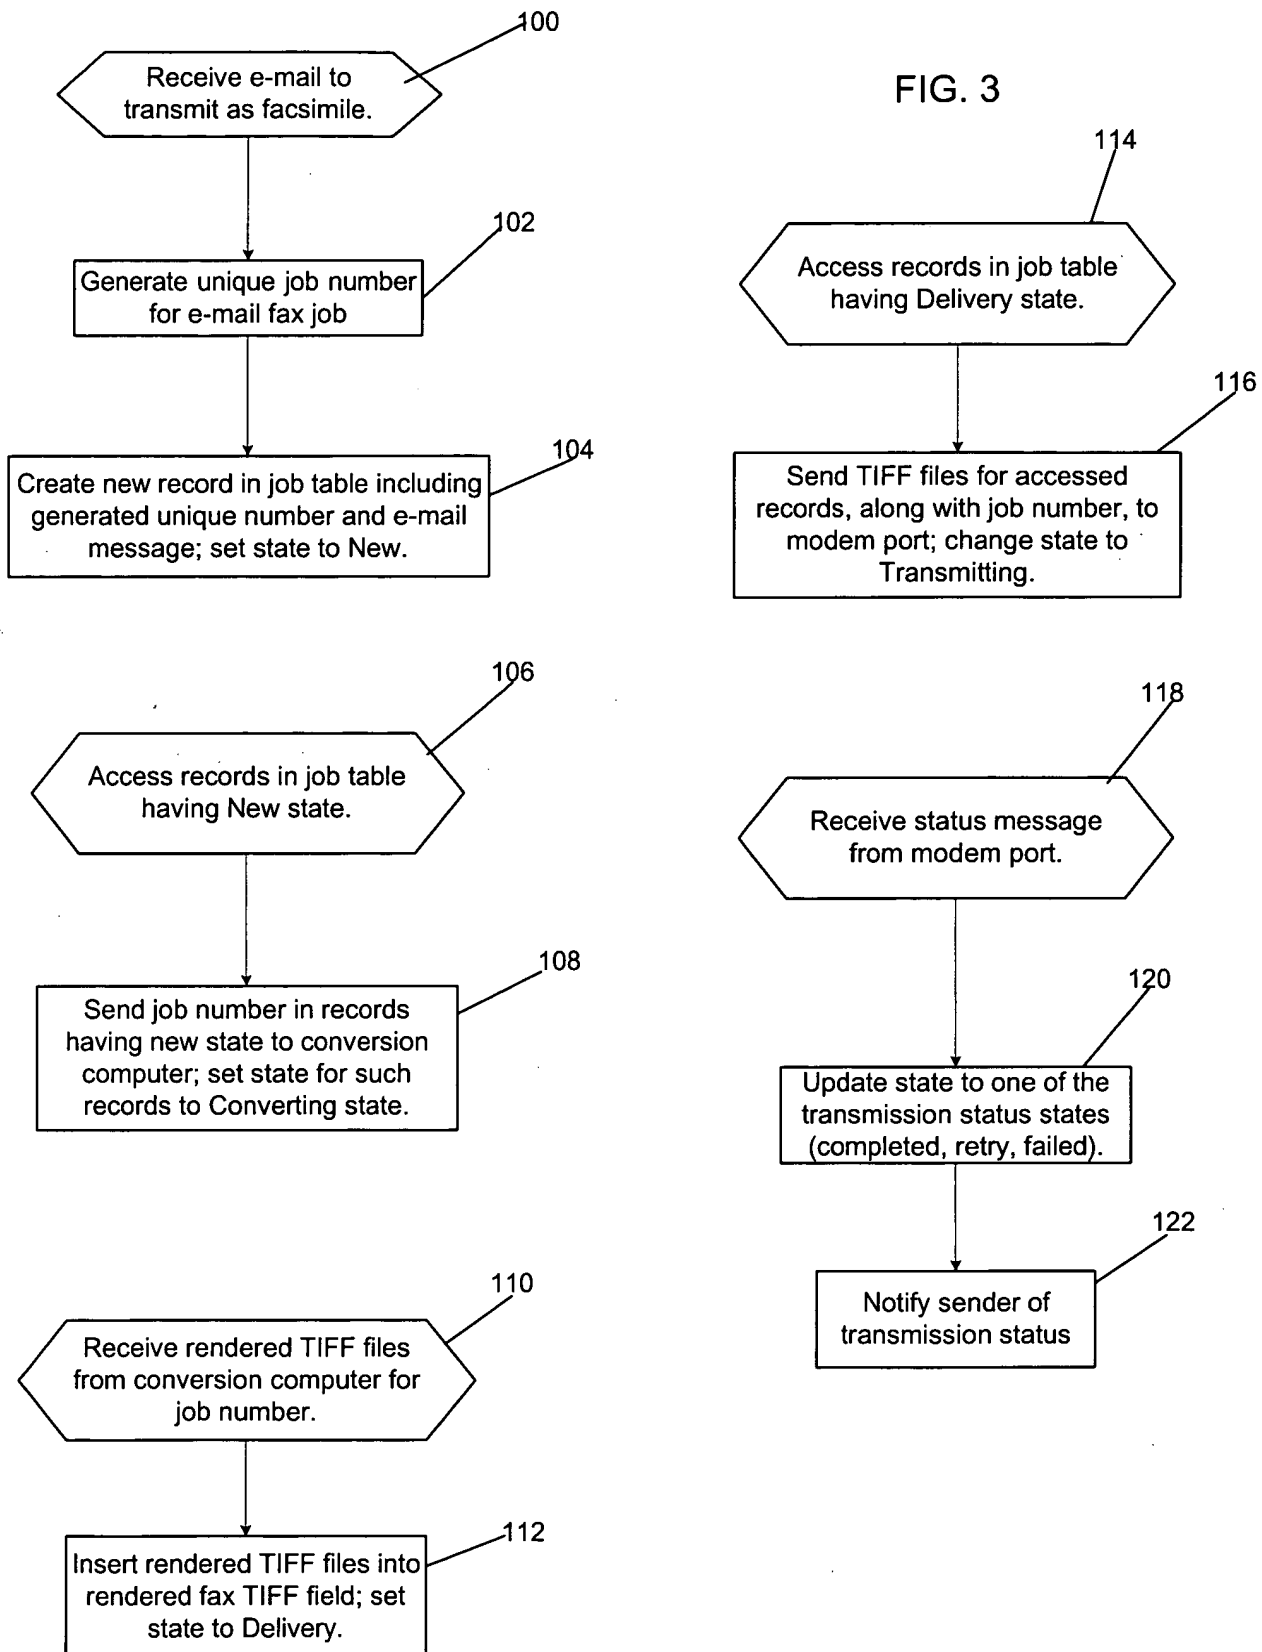 100
Receive e-mail to
transmit as facsimile.
102
Generate unique job number
for e-mail fax job
104
Create new record in job table including
generated unique number and e-mail
message; set state to New.
106
Access records in job table
having New state.
108
Send job number in records
having new state to conversion
computer; set state for such
records to Converting state.
110
Receive rendered TIFF files
from conversion computer for
job number.
112
Insert rendered TIFF files into
rendered fax TIFF field; set
state to Delivery.
FIG. 3
114
Access records in job table
having Delivery state.
116
Send TIFF files for accessed
records, along with job number, to
modem port; change state to
Transmitting.
118
Receive status message
from modem port.
120
Update state to one of the
transmission status states
(completed, retry, failed).
122
Notify sender of
transmission status